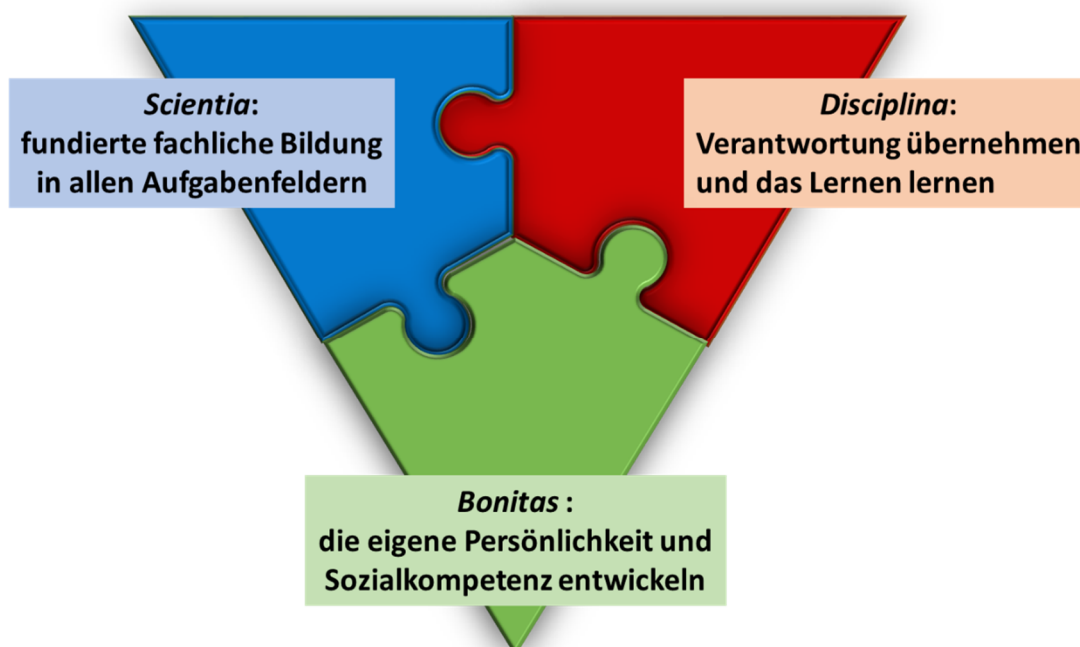 Scientia:
fundierte fachliche Bildung
in allen Aufgabenfeldern
Disciplina:
Verantwortung übernehmen
und das Lernen lernen
Bonitas :
die eigene Persönlichkeit und
Sozialkompetenz entwickeln